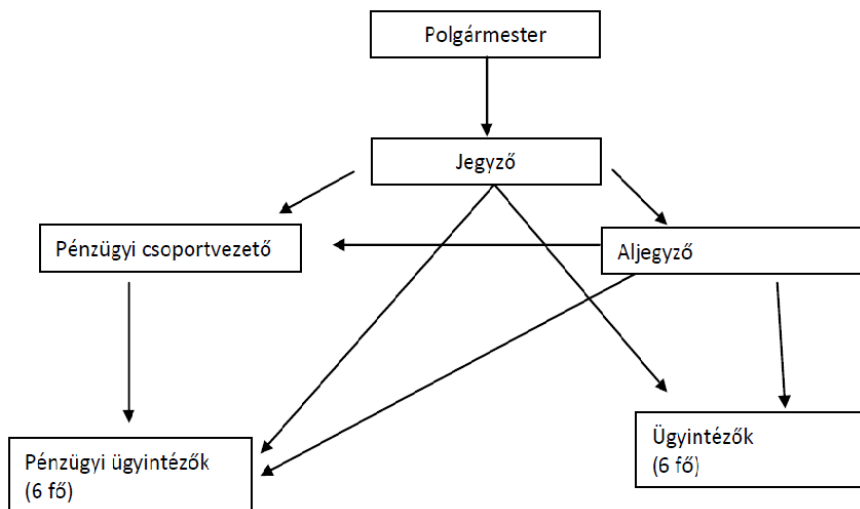 Polgármester
Jegyző
Pénzügyi csoportvezető
Aljegyző
Pénzügyi ügyintézők
(6 fő)
Ügyintézők
(6 fő)